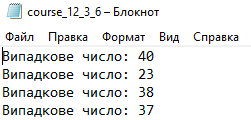 course_12_3_6 – Блокнот
Файл Правка Формат Вид Справка
Випадкове число: 40
Випадкове число: 23
Випадкове число: 38
Випадкове число: 37